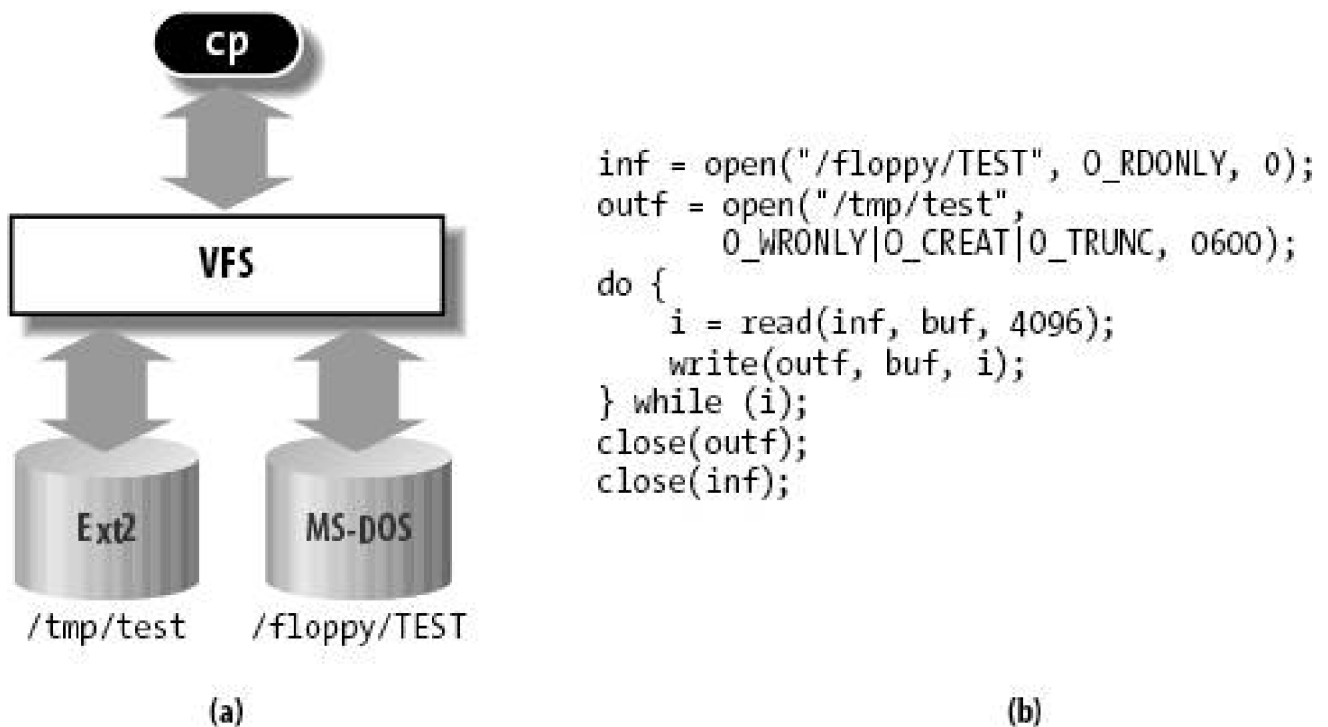 cp
VFS
Ext2
MS-DOS
/tmp/test
/floppy/TEST
(a)
inf = open("/floppy/TEST", O_RDONLY, 0);
outf = open("/tmp/test",
        O_WRONLY|O_CREAT|O_TRUNC, 0600);
do {
    i = read(inf, buf, 4096);
    write(outf, buf, i);
} while (i);
close(outf);
close(inf);
(b)